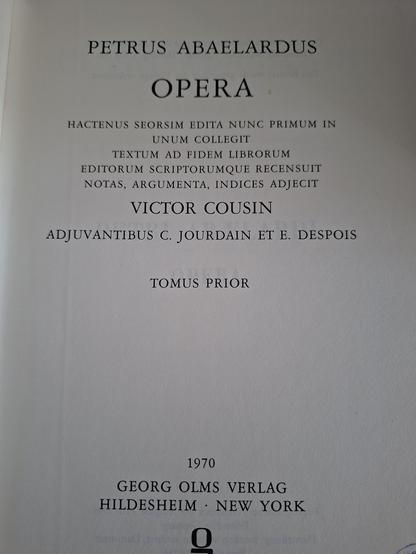 PETRUS ABAELARDUS
OPERA
HACTENUS SEORSIM EDITA NUNC PRIMUM IN
UNUM COLLEGIT
TEXTUM AD FIDEM LIBRORUM
EDITORUM SCRIPTORUMQUE RECENSUIT
NOTAS, ARGUMENTA, INDICES ADJECIT
VICTOR COUSIN
ADJUVANTIBUS C. JOURDAIN ET E. DESPOIS
TOMUS PRIOR
1970
GEORG OLMS VERLAG
HILDESHEIM · NEW YORK